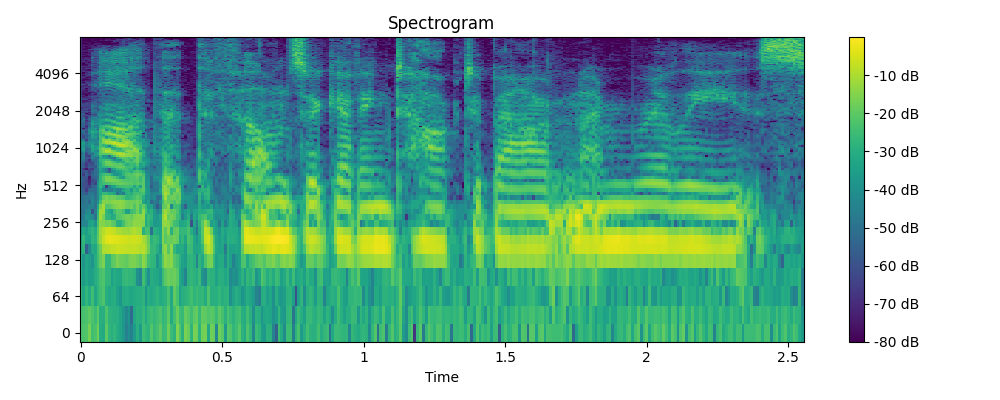 Spectrogram
4096
2048
1024
512
256
128
64
0
Hz
0 0.5 1 1.5 2 2.5
Time
-10 dB
-20 dB
-30 dB
-40 dB
-50 dB
-60 dB
-70 dB
-80 dB